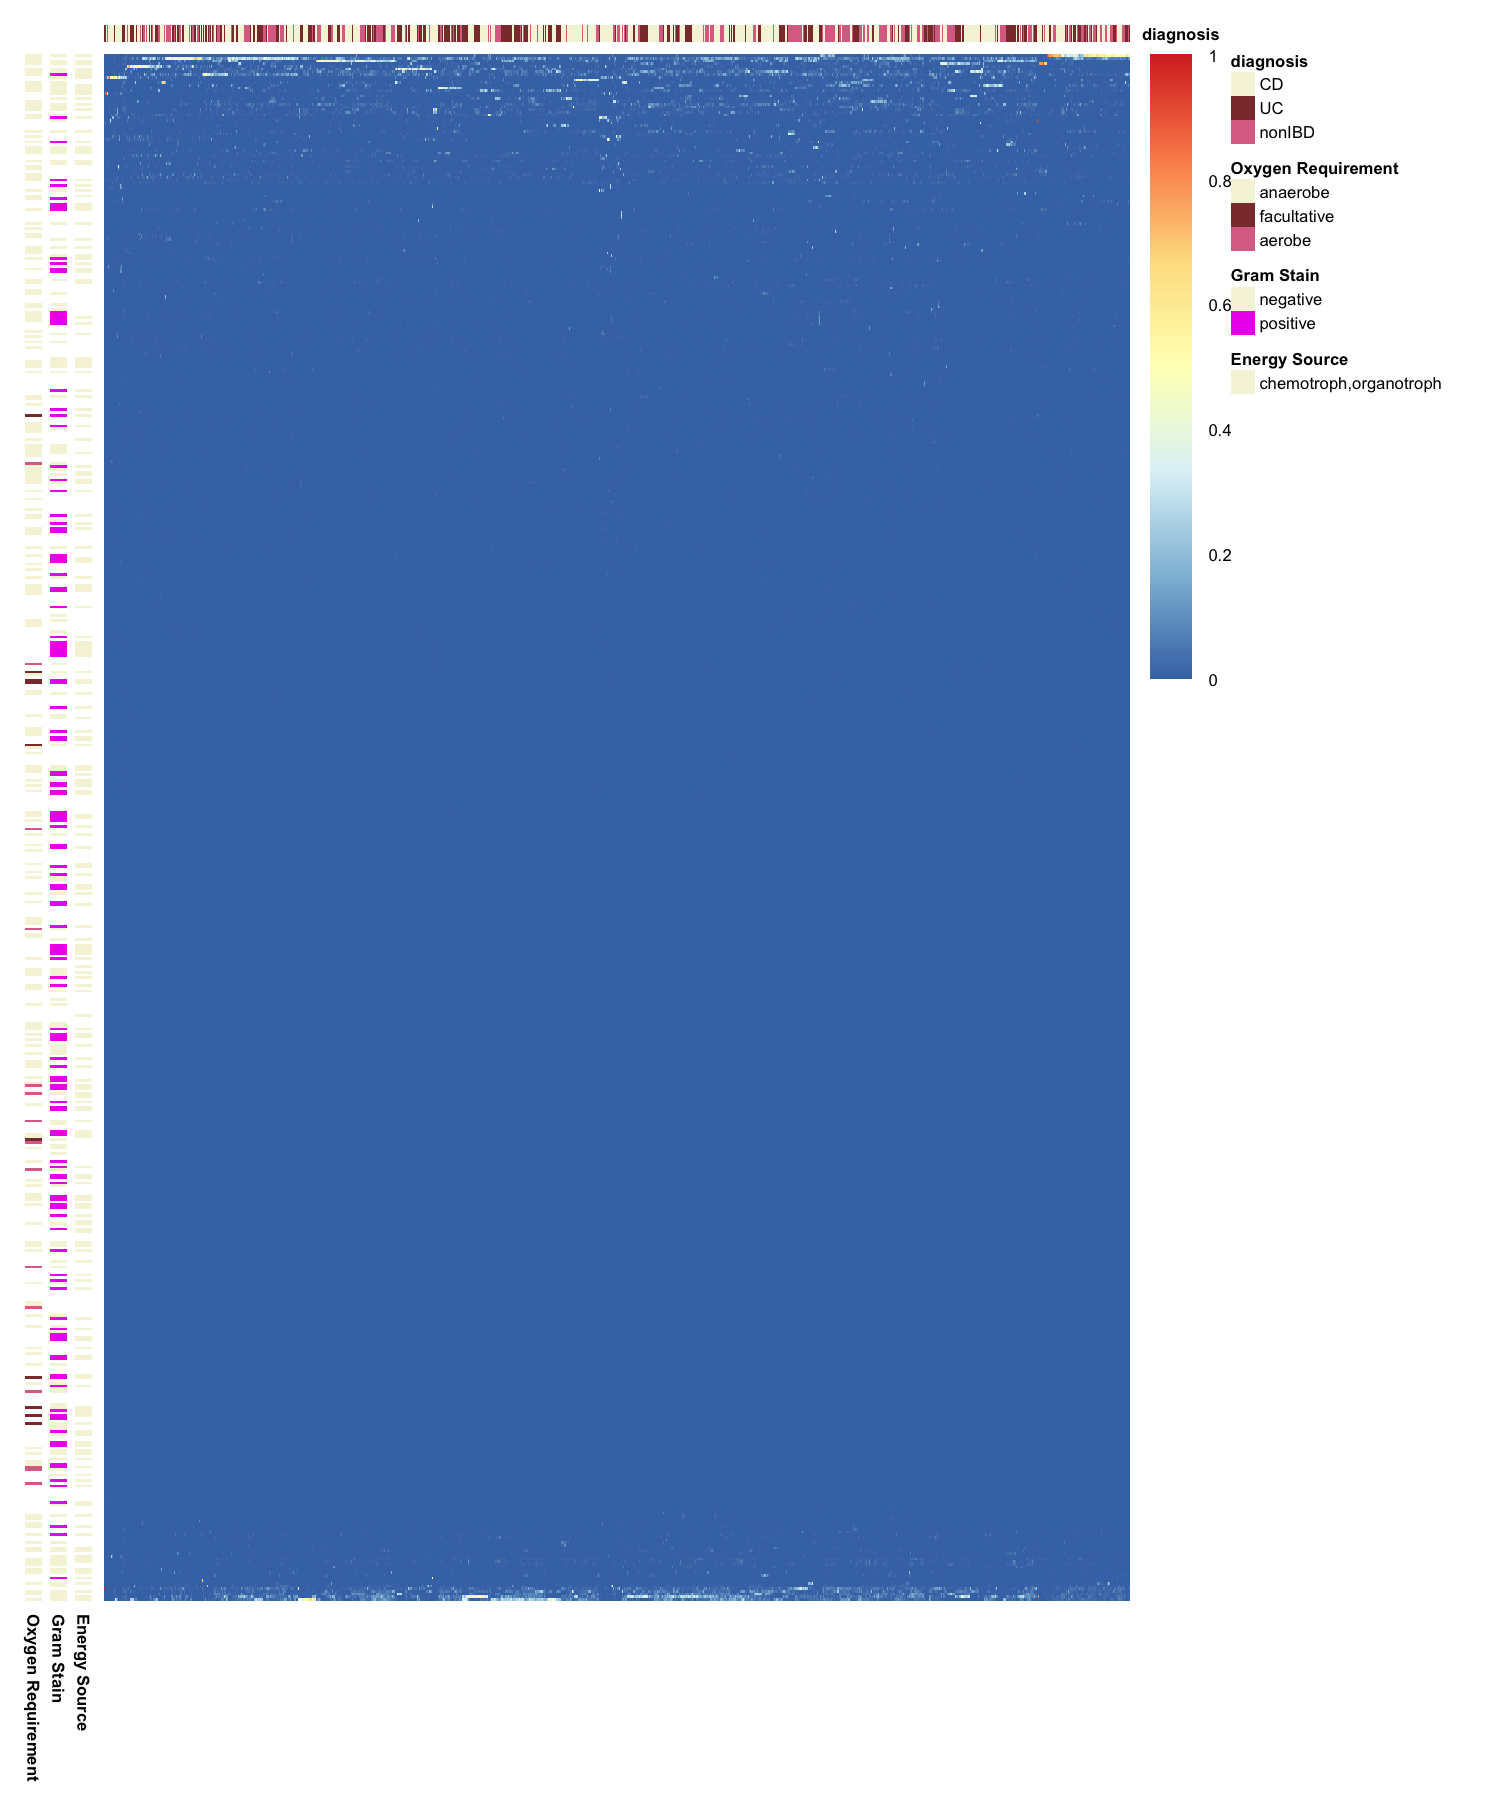 diagnosis
1
0.8
0.6
0.4
0.2
0
diagnosis
CD
UC
nonIBD
Oxygen Requirement
anaerobe
facultative
aerobe
Gram Stain
negative
positive
Energy Source
chemotroph,organotroph
Oxygen Requirement
Gram Stain
Energy Source